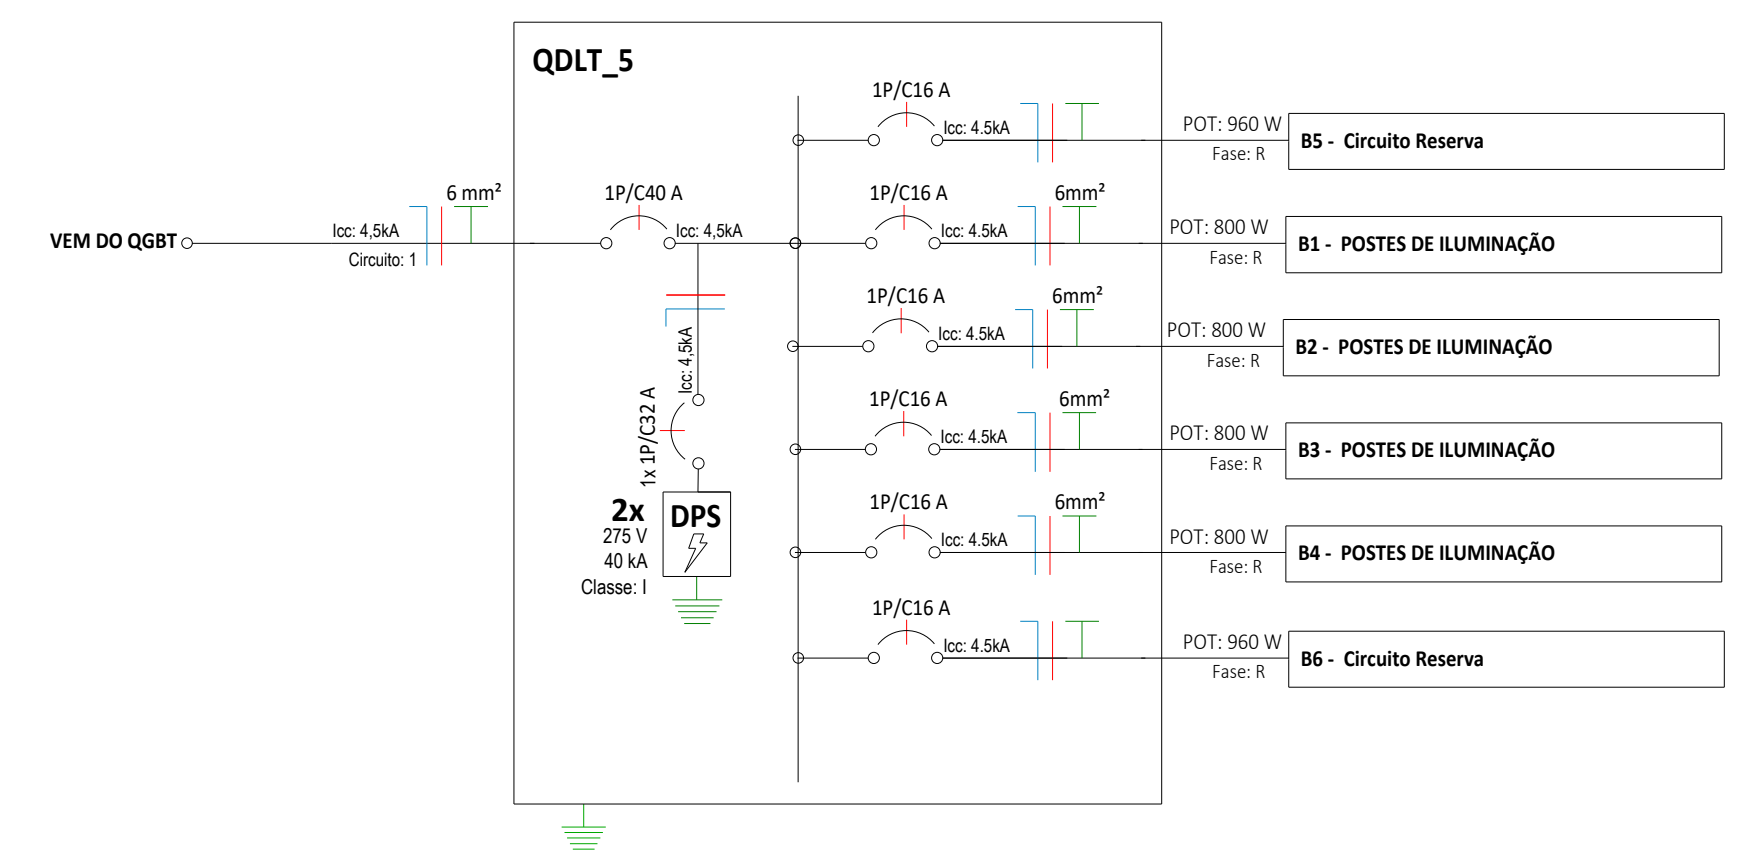 QDLT_5
VEM DO QGBT
Icc: 4,5kA
Circuito: 1
6 mm²
1P/C40 A
Icc: 4,5kA
Icc: 4,5kA
1x 1P/C32 A
2x
275 V
40 kA
Classe: I
DPS
1P/C16 A
Icc: 4.5kA
POT: 960 W
Fase: R
B5 - Circuito Reserva
1P/C16 A
Icc: 4.5kA
6mm²
POT: 800 W
Fase: R
B1 - POSTES DE ILUMINAÇÃO
1P/C16 A
Icc: 4.5kA
6mm²
POT: 800 W
Fase: R
B2 - POSTES DE ILUMINAÇÃO
1P/C16 A
Icc: 4.5kA
6mm²
POT: 800 W
Fase: R
B3 - POSTES DE ILUMINAÇÃO
1P/C16 A
Icc: 4.5kA
6mm²
POT: 800 W
Fase: R
B4 - POSTES DE ILUMINAÇÃO
1P/C16 A
Icc: 4.5kA
POT: 960 W
Fase: R
B6 - Circuito Reserva